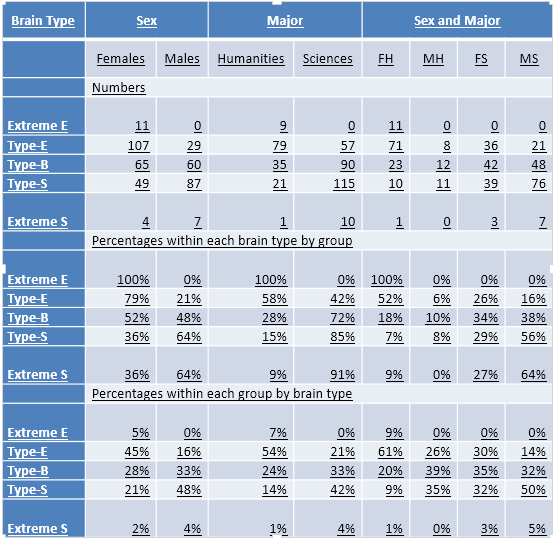 Brain Type Sex Major Sex and Major
Females Males Humanities Sciences FH MH FS MS
Numbers
Extreme E 11 0 9 0 11 0 0 0
Type-E 107 29 79 57 71 8 36 21
Type-B 65 60 35 90 23 12 42 48
Type-S 49 87 21 115 10 11 39 76
Extreme S 4 7 1 10 1 0 3 7
Percentages within each brain type by group
Extreme E 100% 0% 100% 0% 100% 0% 0% 0%
Type-E 79% 21% 58% 42% 52% 6% 26% 16%
Type-B 52% 48% 28% 72% 18% 10% 34% 38%
Type-S 36% 64% 15% 85% 7% 8% 29% 56%
Extreme S 36% 64% 9% 91% 9% 0% 27% 64%
Percentages within each group by brain type
Extreme E 5% 0% 7% 0% 9% 0% 0% 0%
Type-E 45% 16% 54% 21% 61% 26% 30% 14%
Type-B 28% 33% 24% 33% 20% 39% 35% 32%
Type-S 21% 48% 14% 42% 9% 35% 32% 50%
Extreme S 2% 4% 1% 4% 1% 0% 3% 5%